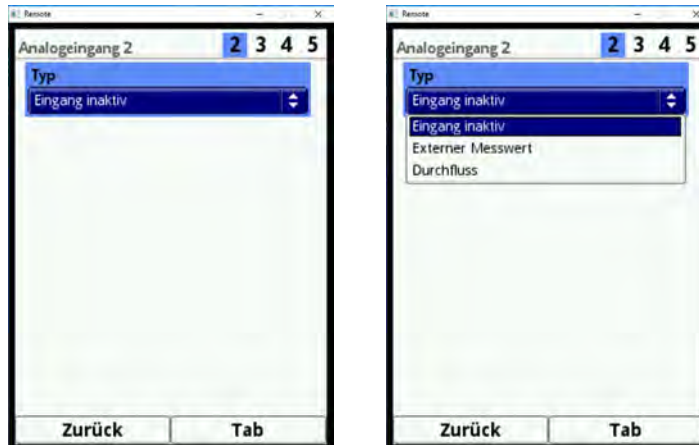 Remote
Analogeingang 2 2 3 4 5
Typ
Eingang inaktiv
Zurück Tab
Remote
Analogeingang 2 2 3 4 5
Typ
Eingang inaktiv
Eingang inaktiv
Externer Messwert
Durchfluss
Zurück Tab